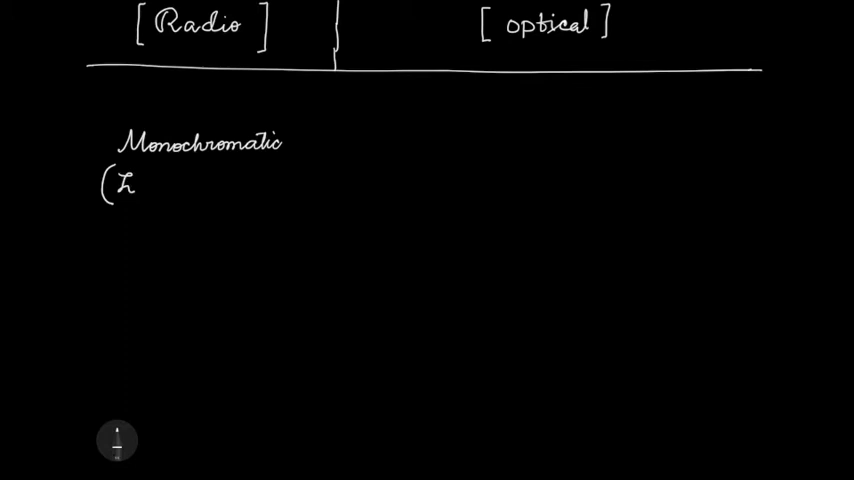 [ Radio ] [ optical ]
Monochromatic
(